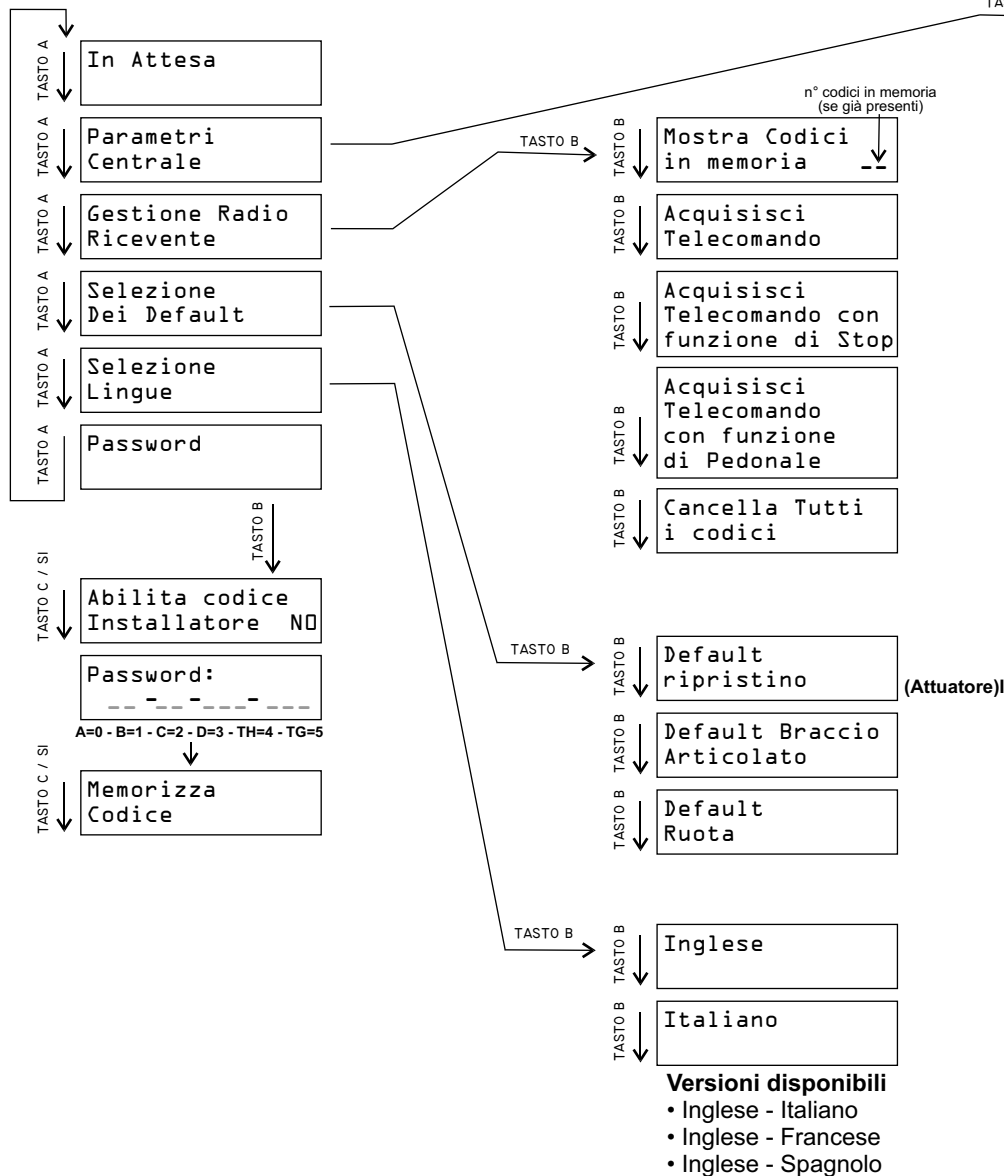 TASTO A
In Attesa
TASTO A
Parametri
Centrale
TASTO A
Gestione Radio
Ricevente
TASTO A
Selezione
Dei Default
TASTO A
Selezione
Lingue
TASTO A
Password
TASTO B
TASTO C / SI
Abilita codice
Installatore NO
Password:
__-__-___-___
A=0 - B=1 - C=2 - D=3 - TH=4 - TG=5
TASTO C / SI
Memorizza
Codice
TASTO B
n° codici in memoria
(se già presenti)
TASTO B
Mostra Codici
in memoria --
TASTO B
Acquisisci
Telecomando
TASTO B
Acquisisci
Telecomando con
funzione di Stop
TASTO B
Acquisisci
Telecomando
con funzione
di Pedonale
TASTO B
Cancella Tutti
i codici
TASTO B
TASTO B
Default
ripristino
(Attuatore)
TASTO B
Default Braccio
Articolato
TASTO B
Default
Ruota
TASTO B
TASTO B
Inglese
TASTO B
Italiano
Versioni disponibili
• Inglese - Italiano
• Inglese - Francese
• Inglese - Spagnolo